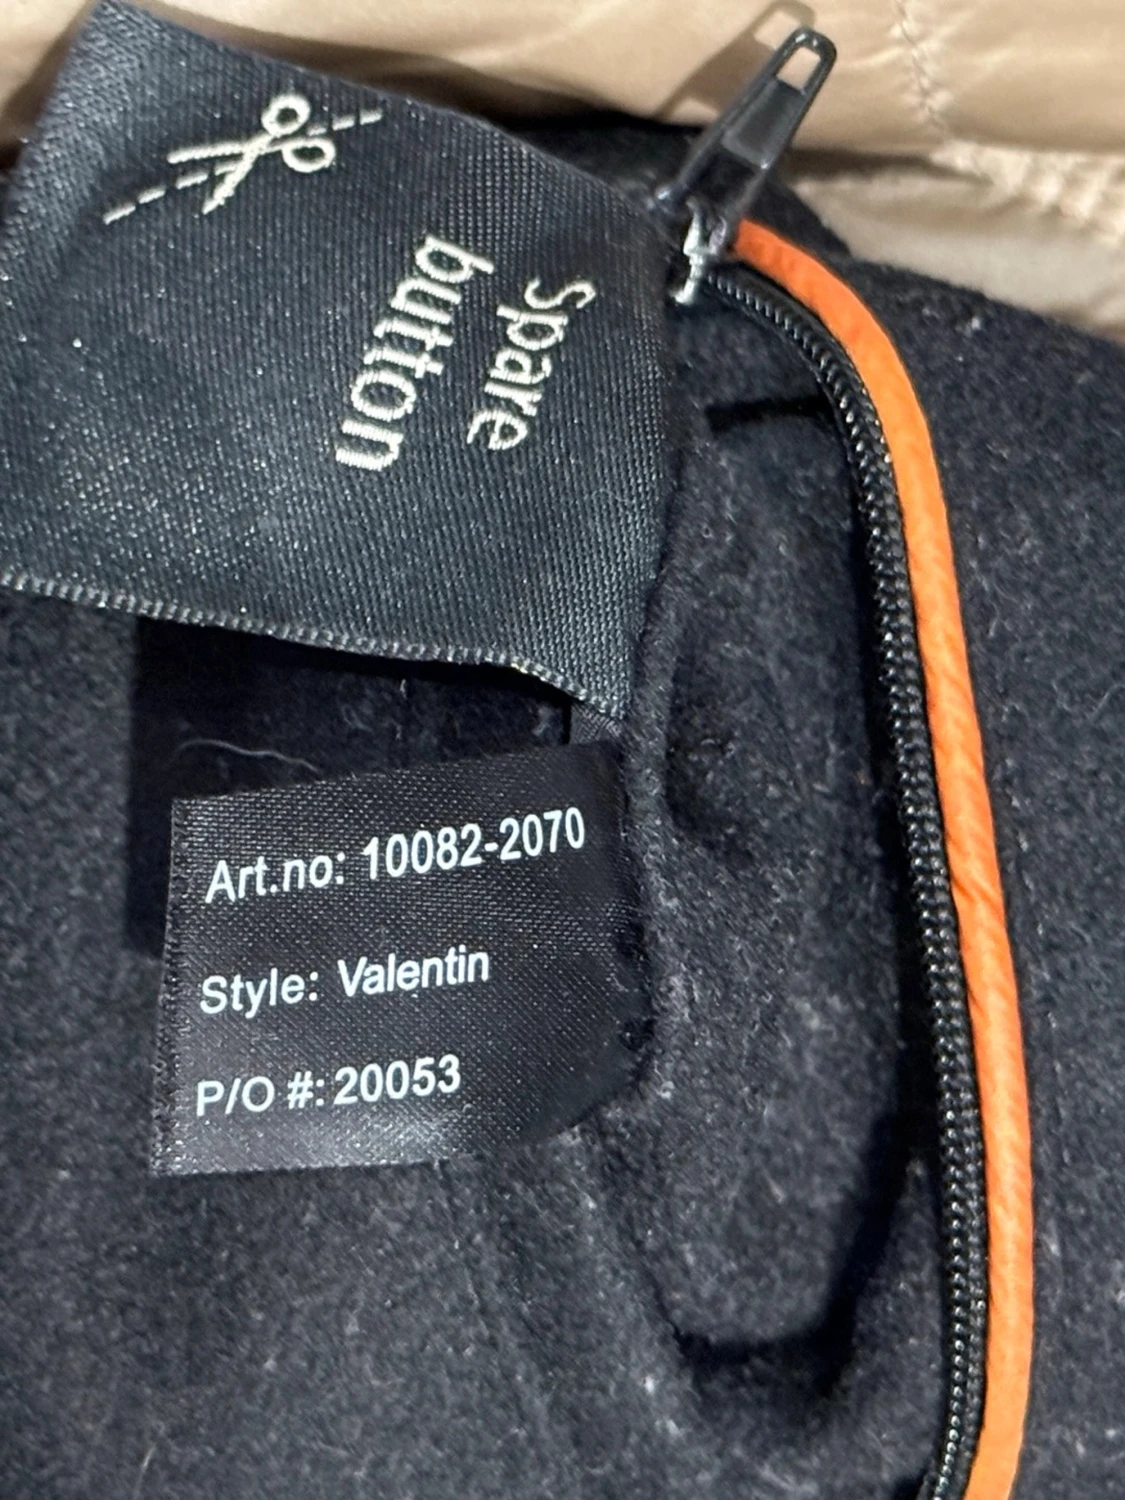 Spare
button
Art.no: 10082-2070
Style: Valentin
P/O #: 20053